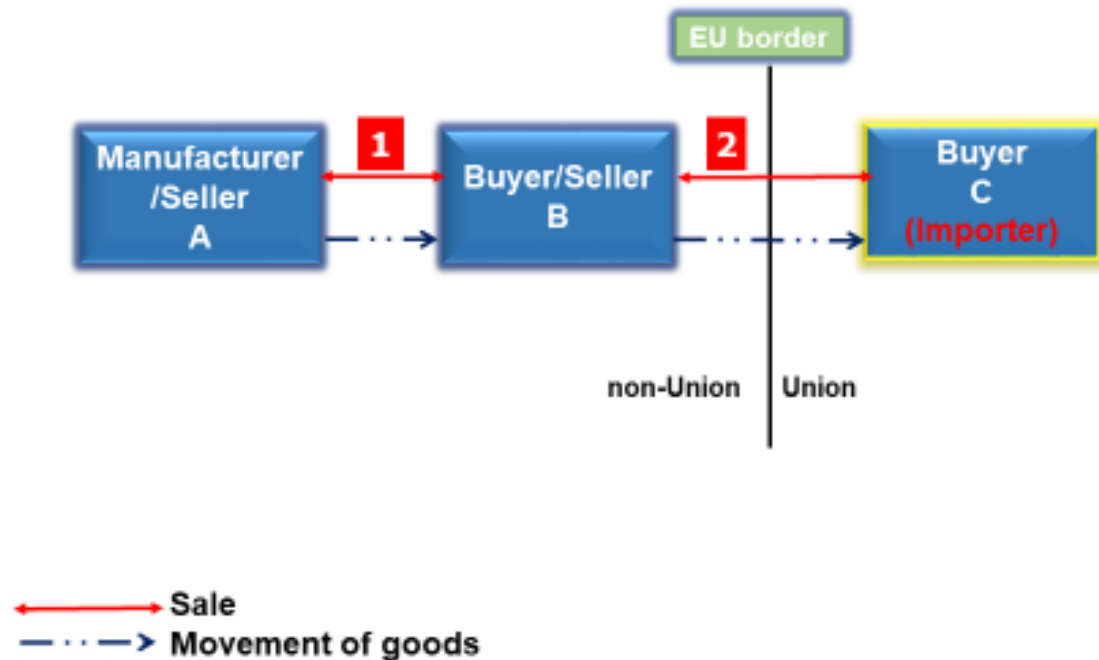 EU border
1
2
Manufacturer
/Seller
A
Buyer/Seller
B
Buyer
C
(Importer)
non-Union
Union
Sale
Movement of goods